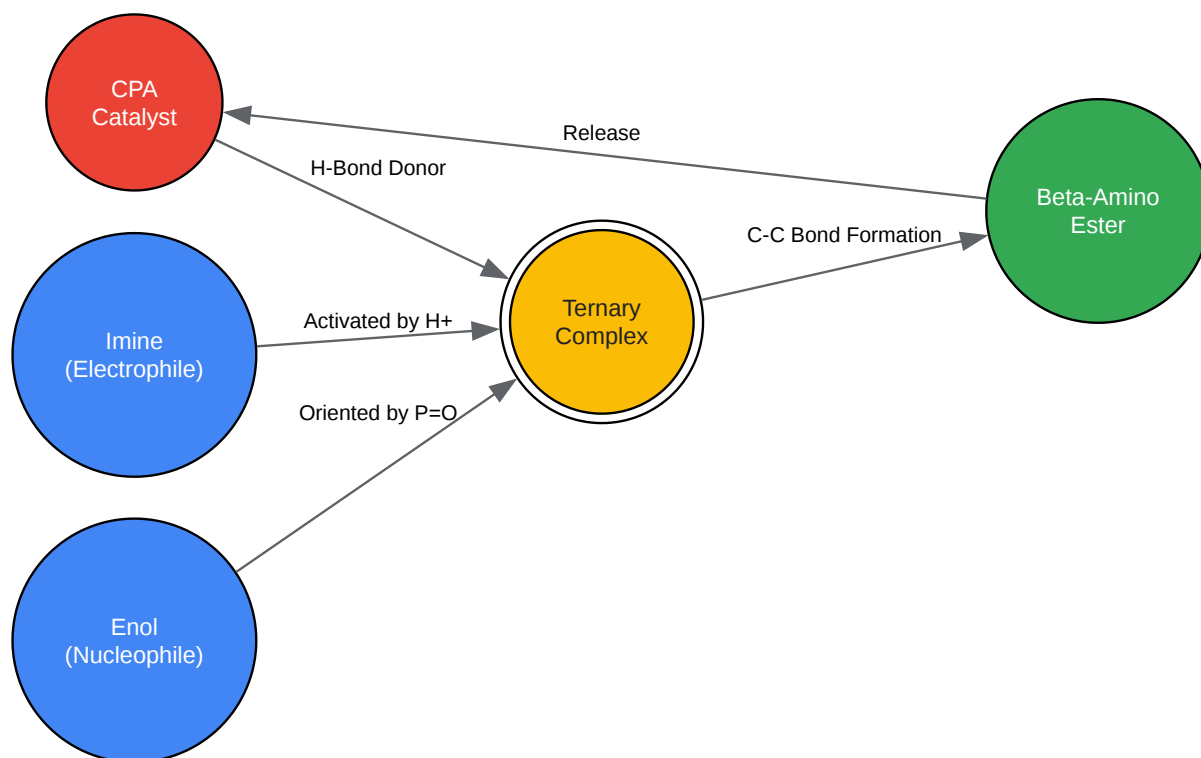 CPA
Catalyst
Release
H-Bond Donor
Beta-Amino
Ester
C-C Bond Formation
Ternary
Complex
Activated by H+
Imine
(Electrophile)
Oriented by P=O
Enol
(Nucleophile)